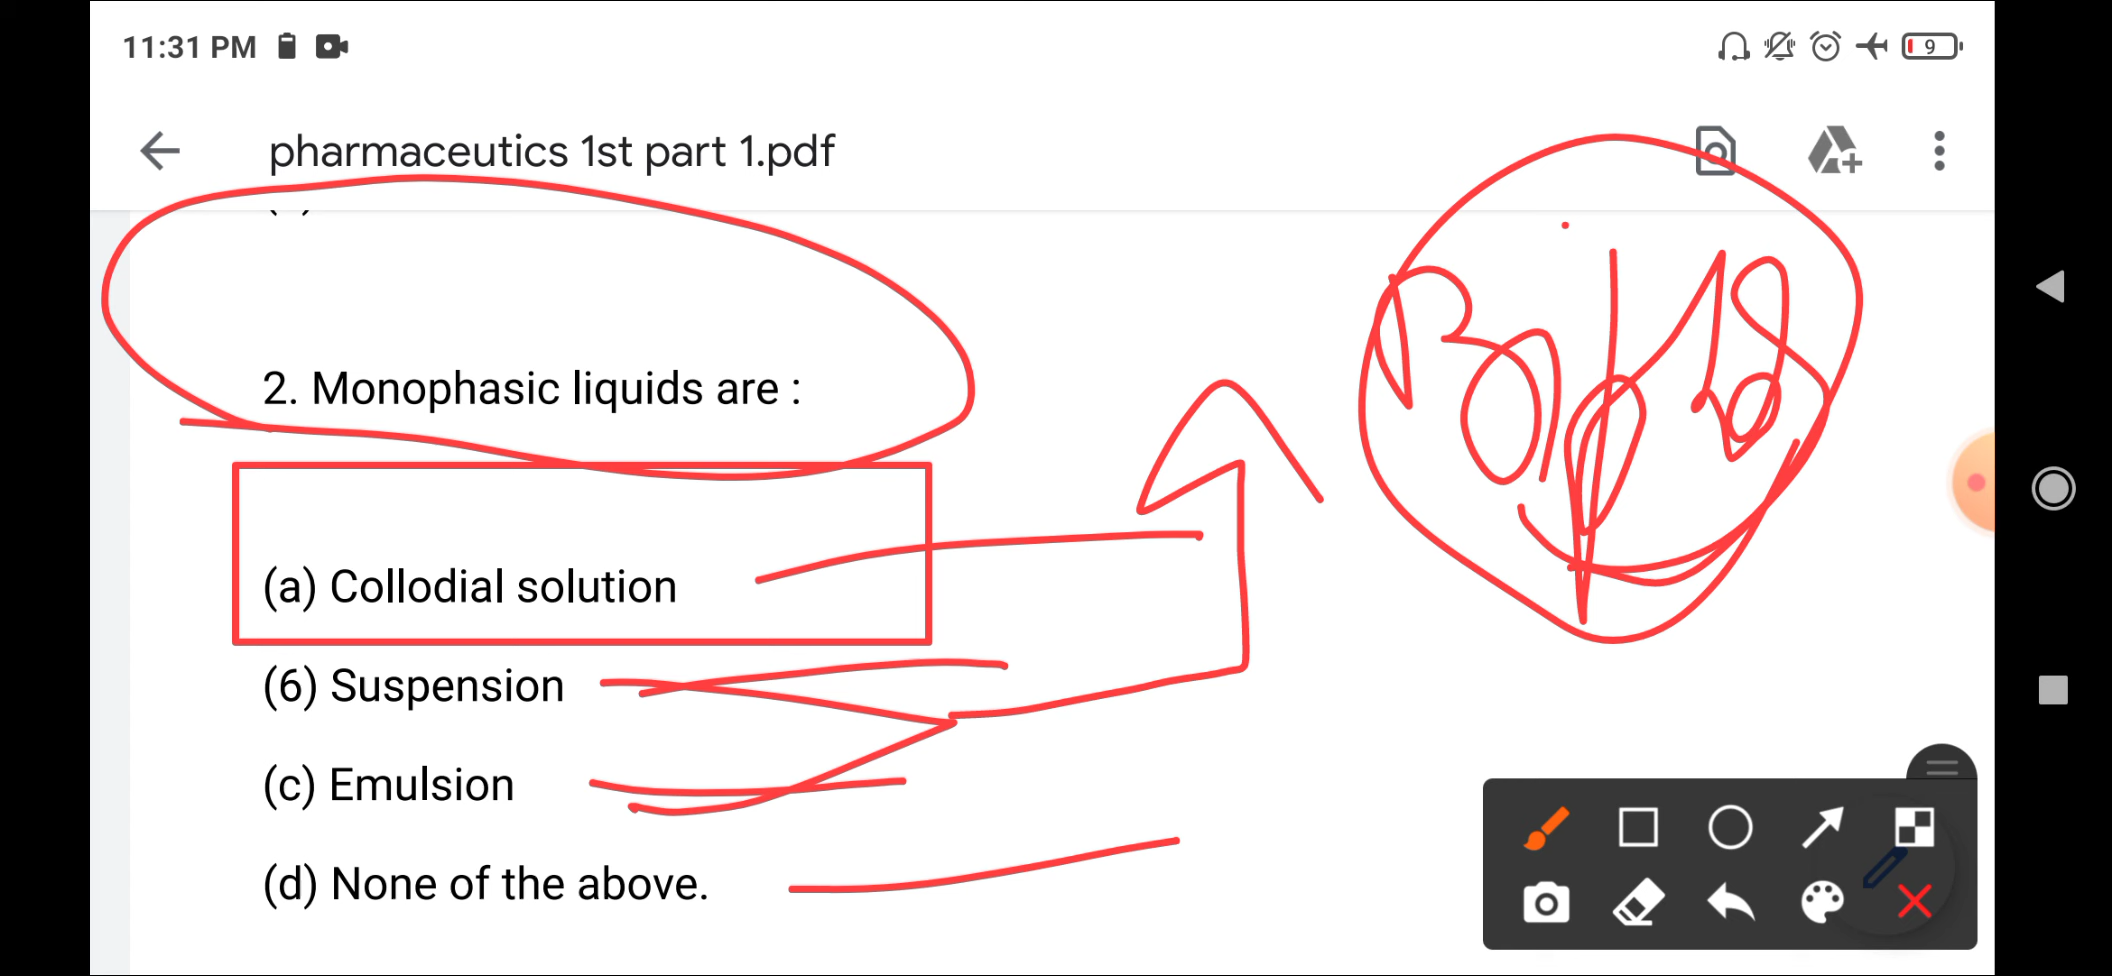 11:31 PM
9
pharmaceutics 1st part 1.pdf
2. Monophasic liquids are :
(a) Collodial solution
(6) Suspension
(c) Emulsion
(d) None of the above.